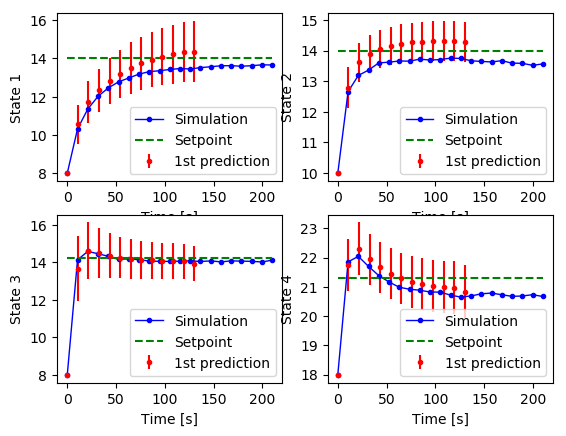 16
14
12
10
8
State 1
0
50
100
150
200
Time [s]
Simulation
Setpoint
1st prediction
15
14
13
12
11
10
State 2
0
50
100
150
200
Time [s]
Simulation
Setpoint
1st prediction
16
14
12
10
8
State 3
0
50
100
150
200
Time [s]
Simulation
Setpoint
1st prediction
23
22
21
20
19
18
State 4
0
50
100
150
200
Time [s]
Simulation
Setpoint
1st prediction